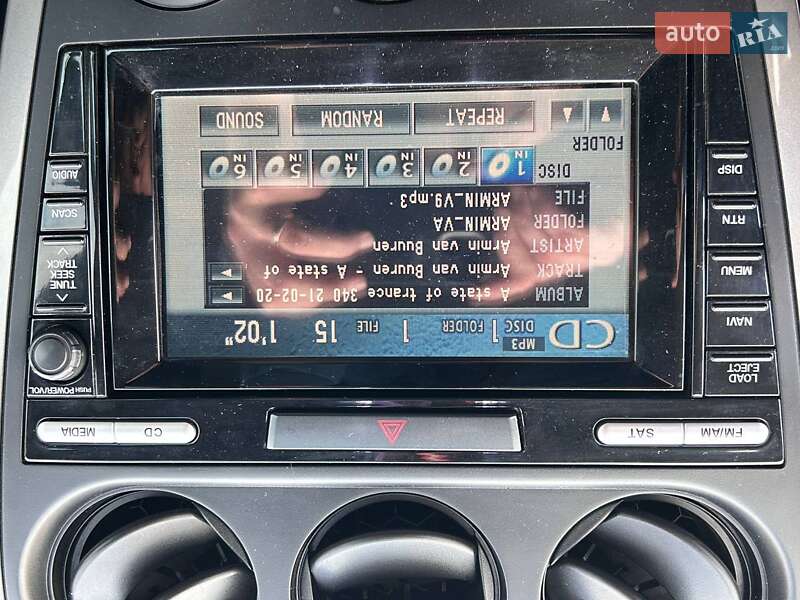 auto RIA.com
FM/AM SAT
CD MEDIA
LOAD EJECT
NAVI
MENU
RTN
DISP
CD MP3 DISC 1 FOLDER 1 FILE 15 1'02"
ALBUM A state of trance 340 21-02-20
TRACK Armin van Buuren - A state of
ARTIST Armin van Buuren
FOLDER ARMIN_VA
FILE ARMIN_V9.mp3
DISC 1 IN 2 IN 3 IN 4 IN 5 IN 6 IN
FOLDER REPEAT RANDOM SOUND
PUSH POWER/VOL
TUNE SEEK TRACK
SCAN
AUDIO